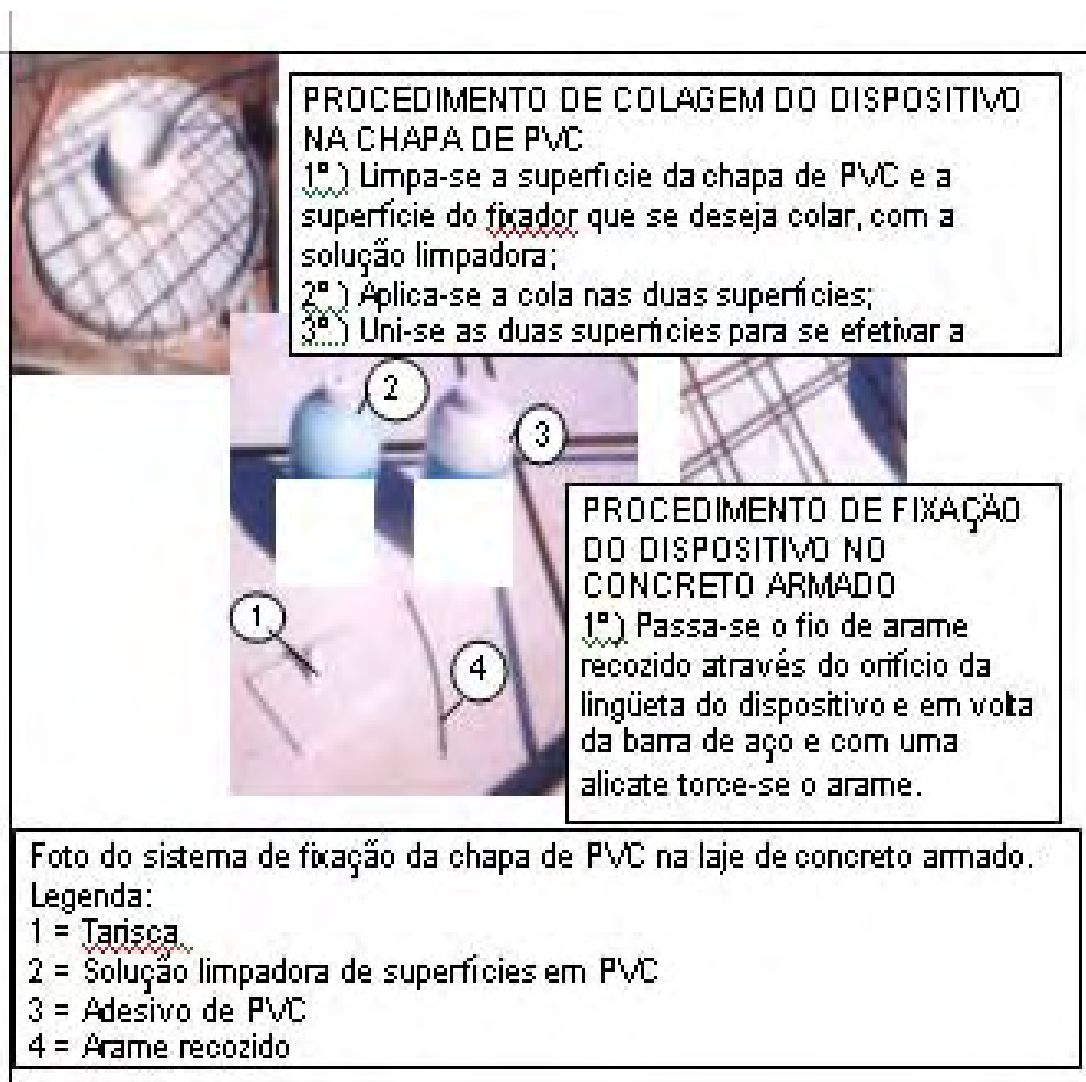 PROCEDIMENTO DE COLAGEM DO DISPOSITIVO
NA CHAPA DE PVC
1º) Limpa-se a superficie da chapa de PVC e a
superfície do fixador que se deseja colar, com a
solução limpadora;
2º) Aplica-se a cola nas duas superfícies;
3º) Uni-se as duas superfícies para se efetivar a
2
3
PROCEDIMENTO DE FIXAÇÃO
DO DISPOSITIVO NO
CONCRETO ARMADO
1º) Passa-se o fio de arame
recozido através do orifício da
lingüeta do dispositivo e em volta
da barra de aço e com uma
alicate torce-se o arame.
1
4
Foto do sistema de fixação da chapa de PVC na laje de concreto armado.
Legenda:
1 = Tarisca
2 = Solução limpadora de superfícies em PVC
3 = Adesivo de PVC
4 = Arame recozido